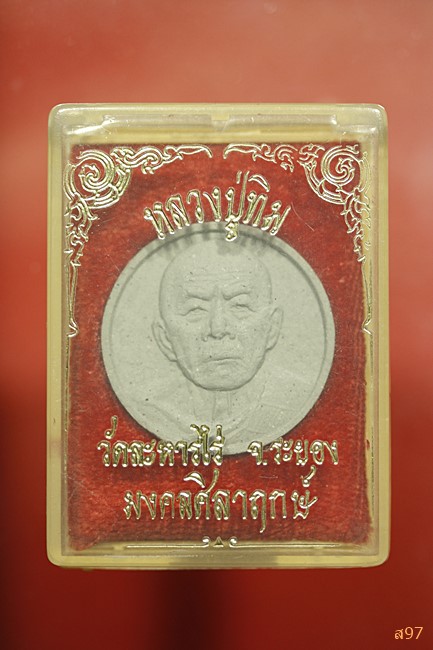 หลวงปู่ทิม
วัดละหารไร่ จ.ระยอง
มงคลศิลาฤกษ์
ส97